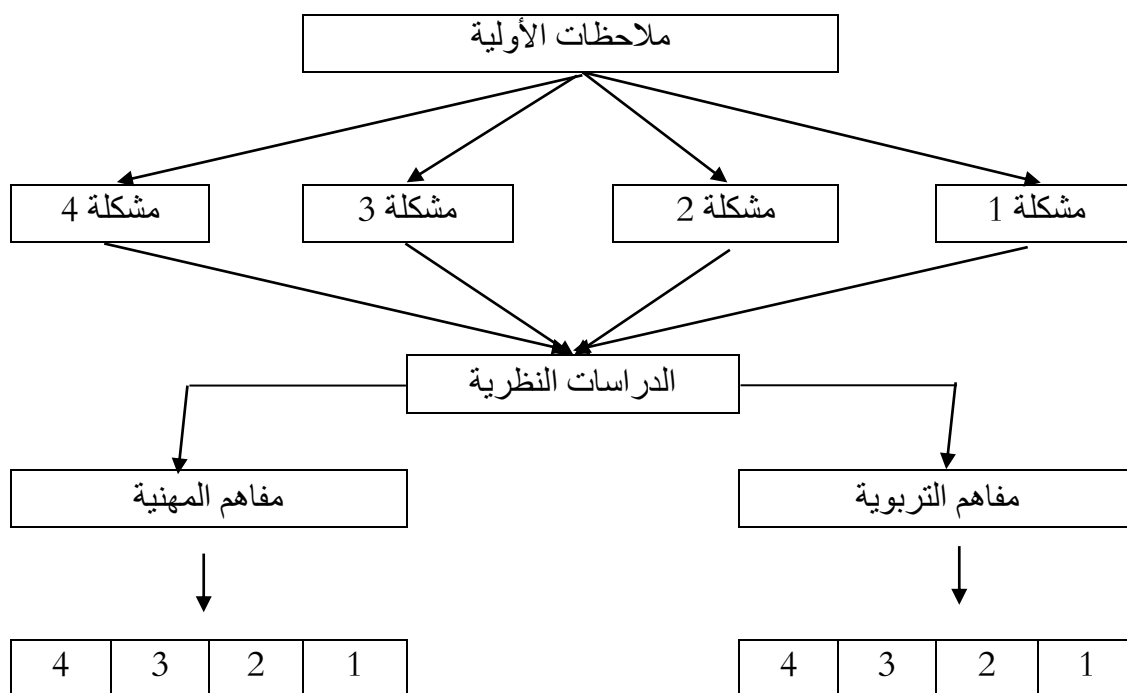 ملاحظات الأولية
مشكلة 1
مشكلة 2
مشكلة 3
مشكلة 4
الدراسات النظرية
مفاهم التربوية
مفاهم المهنية
1
2
3
4
1
2
3
4